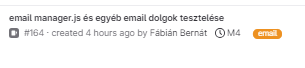 email manager.js és egyéb email dolgok tesztelése
#164 · created 4 hours ago by Fábián Bernát M4 email